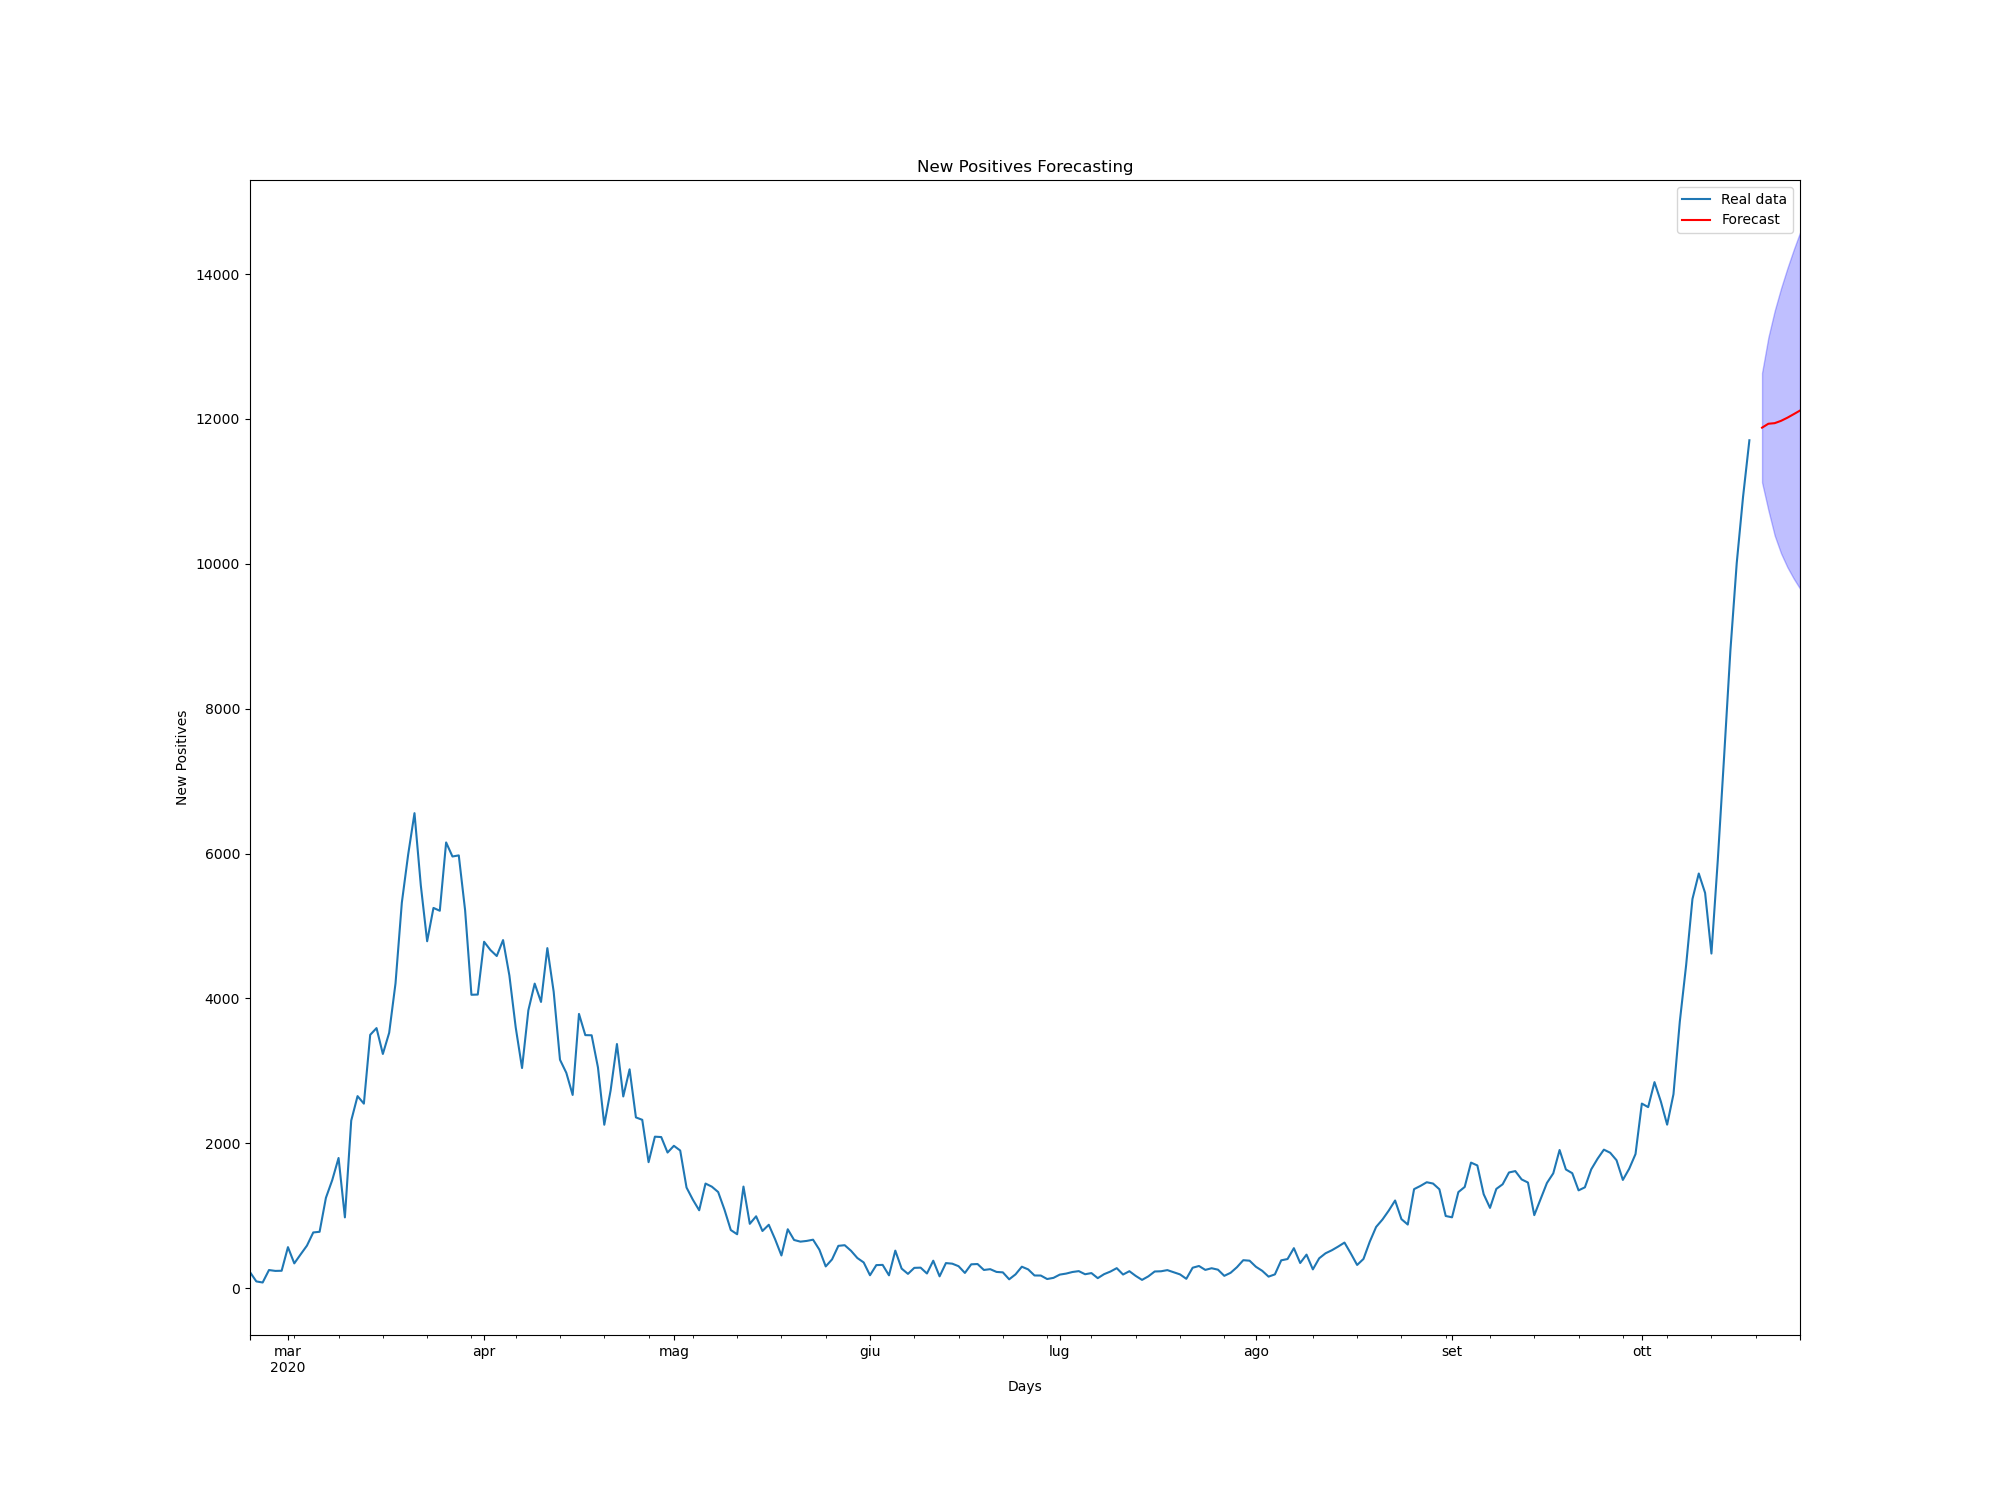 New Positives Forecasting
Real data
Forecast
14000
12000
10000
8000
6000
4000
2000
0
New Positives
mar
2020
apr
mag
giu
lug
ago
set
ott
Days